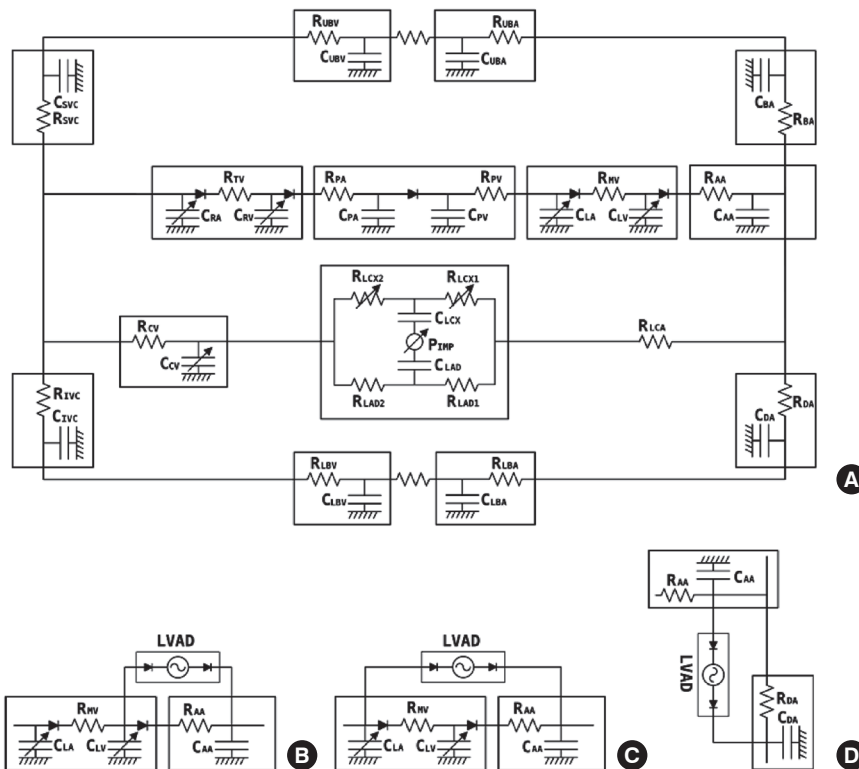 RUBV
CUBV
RUBA
CUBA
CSVC
RSVC
CBA
RBA
RTV
CRA
CRV
RPA
RPV
CPA
CPV
RMV
CLA
CLV
RAA
CAA
RLCX2
RLCX1
CLCX
PIMP
CLAD
RLAD2
RLAD1
RCV
CCV
RLCA
RIVC
CIVC
RDA
CDA
RLBV
CLBV
RLBA
CLBA
A
LVAD
RMV
RAA
CLA
CLV
CAA
B
LVAD
RMV
RAA
CLA
CLV
CAA
C
RAA
CAA
LVAD
RDA
CDA
D